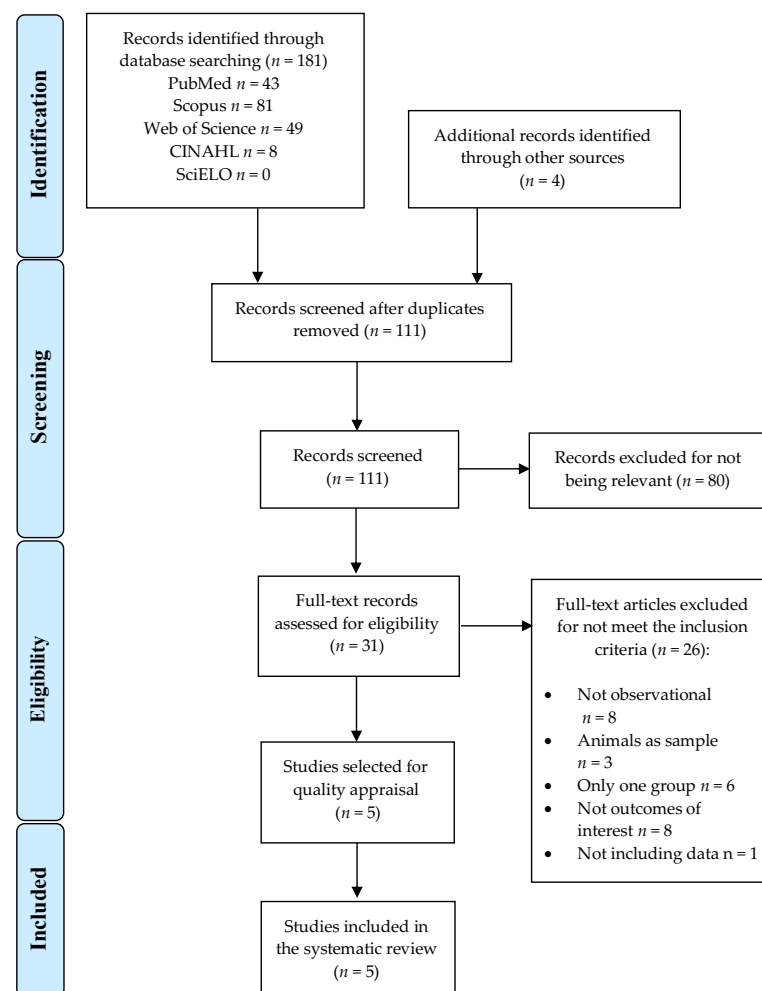 Identification
Records identified through
database searching (n = 181)
PubMed n = 43
Scopus n = 81
Web of Science n = 49
CINAHL n = 8
SciELO n = 0
Additional records identified
through other sources
(n = 4)
Screening
Records screened after duplicates
removed (n = 111)
Records screened
(n = 111)
Records excluded for not
being relevant (n = 80)
Eligibility
Full-text records
assessed for eligibility
(n = 31)
Full-text articles excluded
for not meet the inclusion
criteria (n = 26):
• Not observational
n = 8
• Animals as sample
n = 3
• Only one group n = 6
• Not outcomes of
interest n = 8
• Not including data n = 1
Studies selected for
quality appraisal
(n = 5)
Included
Studies included in
the systematic review
(n = 5)